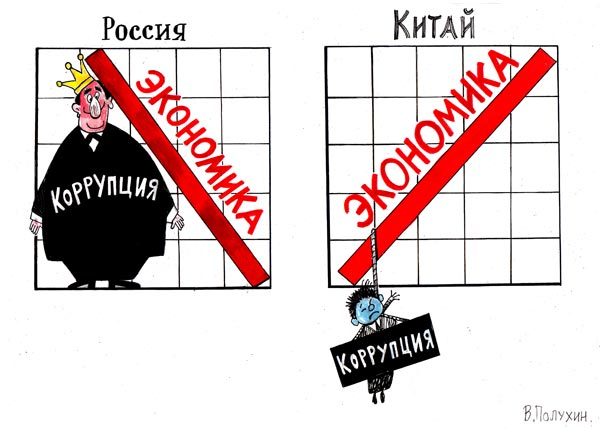 Россия
КОРРУПЦИЯ
ЭКОНОМИКА
КИТАЙ
ЭКОНОМИКА
КОРРУПЦИЯ
В.Полухин.